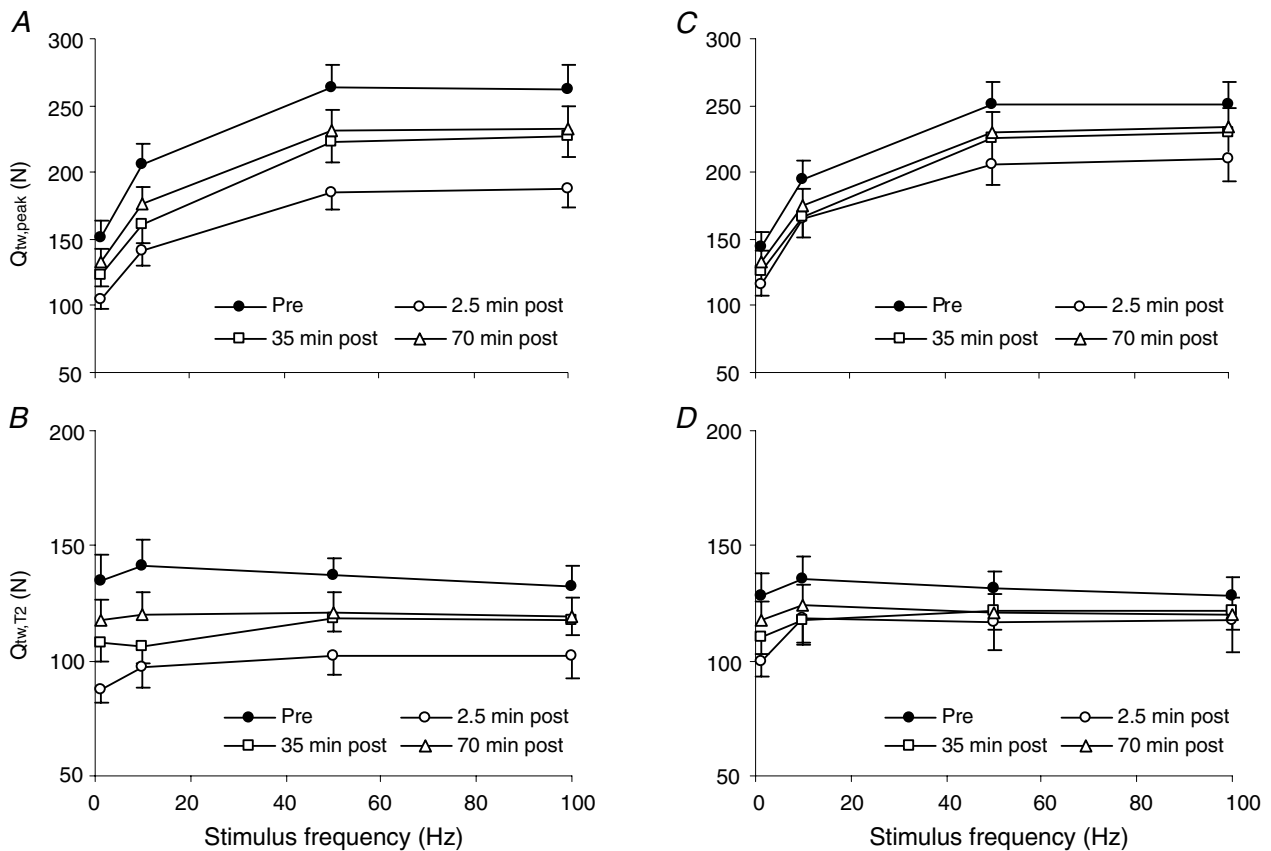 A
Qtw,peak (N)
300
250
200
150
100
50
Pre
2.5 min post
35 min post
70 min post
C
300
250
200
150
100
50
Pre
2.5 min post
35 min post
70 min post
B
Qtw,T2 (N)
200
150
100
50
Pre
2.5 min post
35 min post
70 min post
0 20 40 60 80 100
Stimulus frequency (Hz)
D
200
150
100
50
Pre
2.5 min post
35 min post
70 min post
0 20 40 60 80 100
Stimulus frequency (Hz)